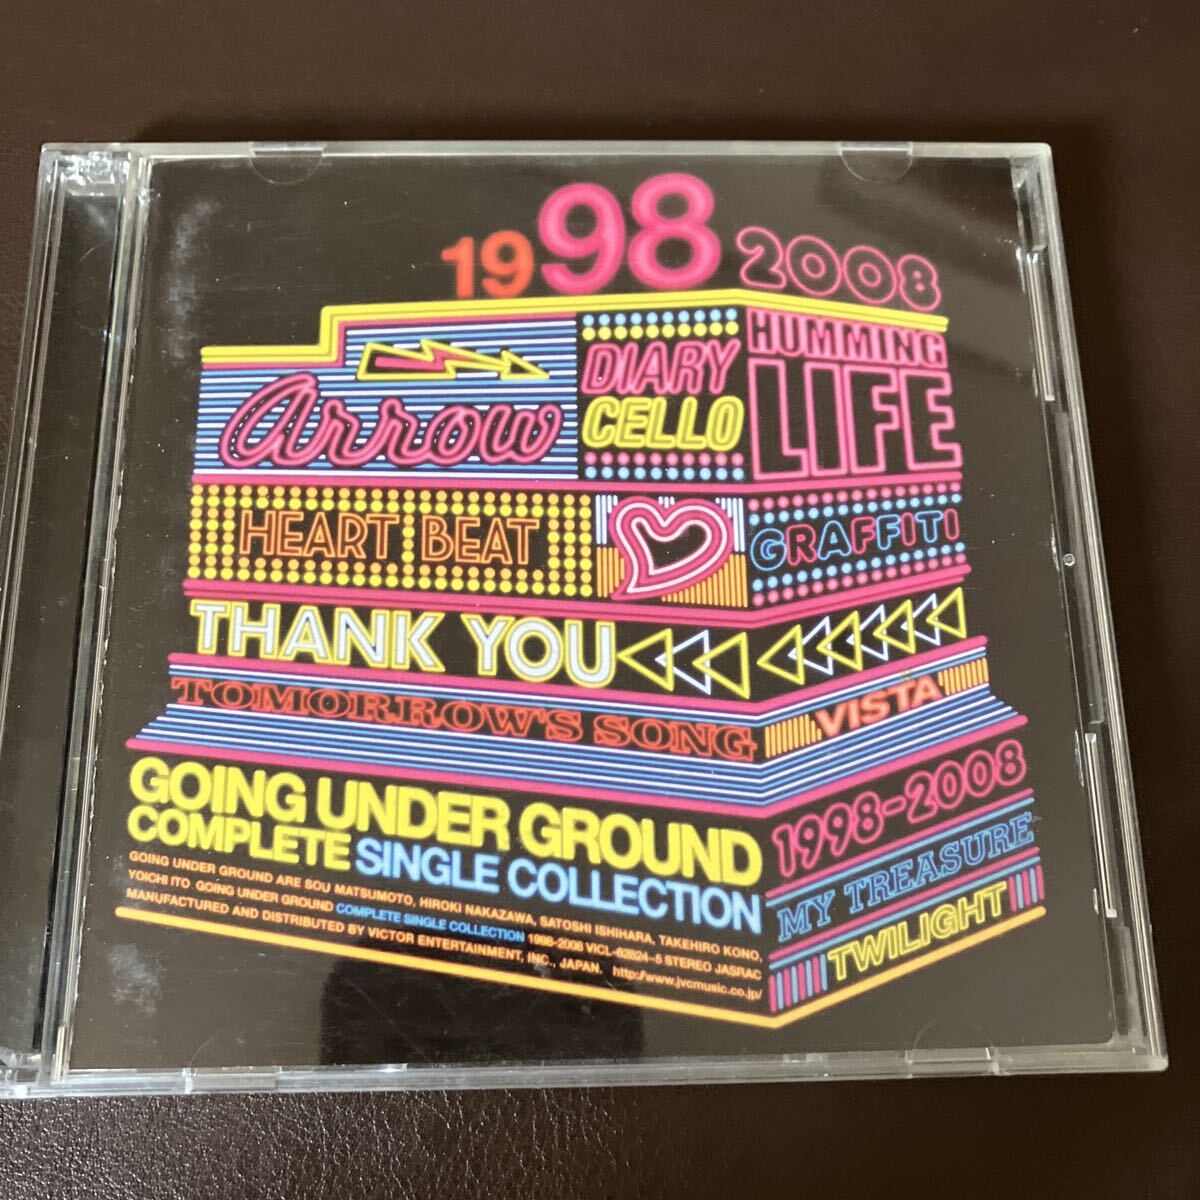 1998 2008
Arrow
DIARY
CELLO
HUMMING
LIFE
HEART BEAT
GRAFFITI
THANK YOU
TOMORROW'S SONG
VISTA
GOING UNDER GROUND
COMPLETE SINGLE COLLECTION
1998-2008
MY TREASURE
TWILIGHT
GOING UNDER GROUND ARE SOU MATSUMOTO, HIROKI NAKAZAWA, SATOSHI ISHIHARA, TAKEHIRO KONO,
YOICHI ITO. GOING UNDER GROUND COMPLETE SINGLE COLLECTION 1998-2008 VICL-62824~5 STEREO JASRAC
MANUFACTURED AND DISTRIBUTED BY VICTOR ENTERTAINMENT, INC., JAPAN. http://www.jvcmusic.co.jp/